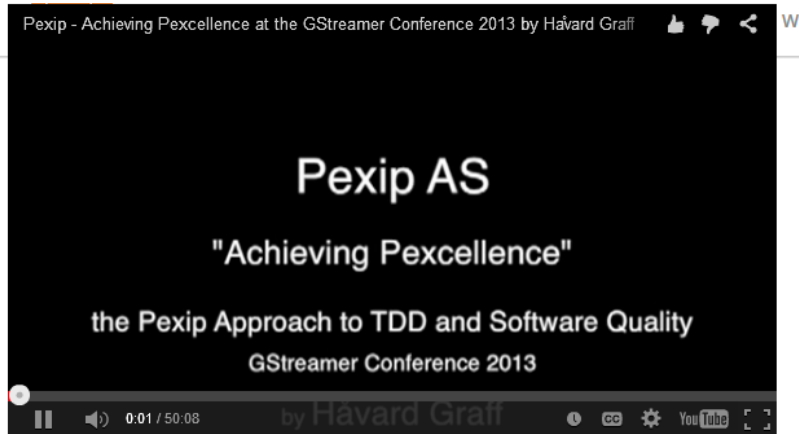 Pexip - Achieving Pexcellence at the GStreamer Conference 2013 by Håvard Graff
W
Pexip AS
"Achieving Pexcellence"
the Pexip Approach to TDD and Software Quality
GStreamer Conference 2013
by Håvard Graff
0:01 / 50:08
CC
YouTube